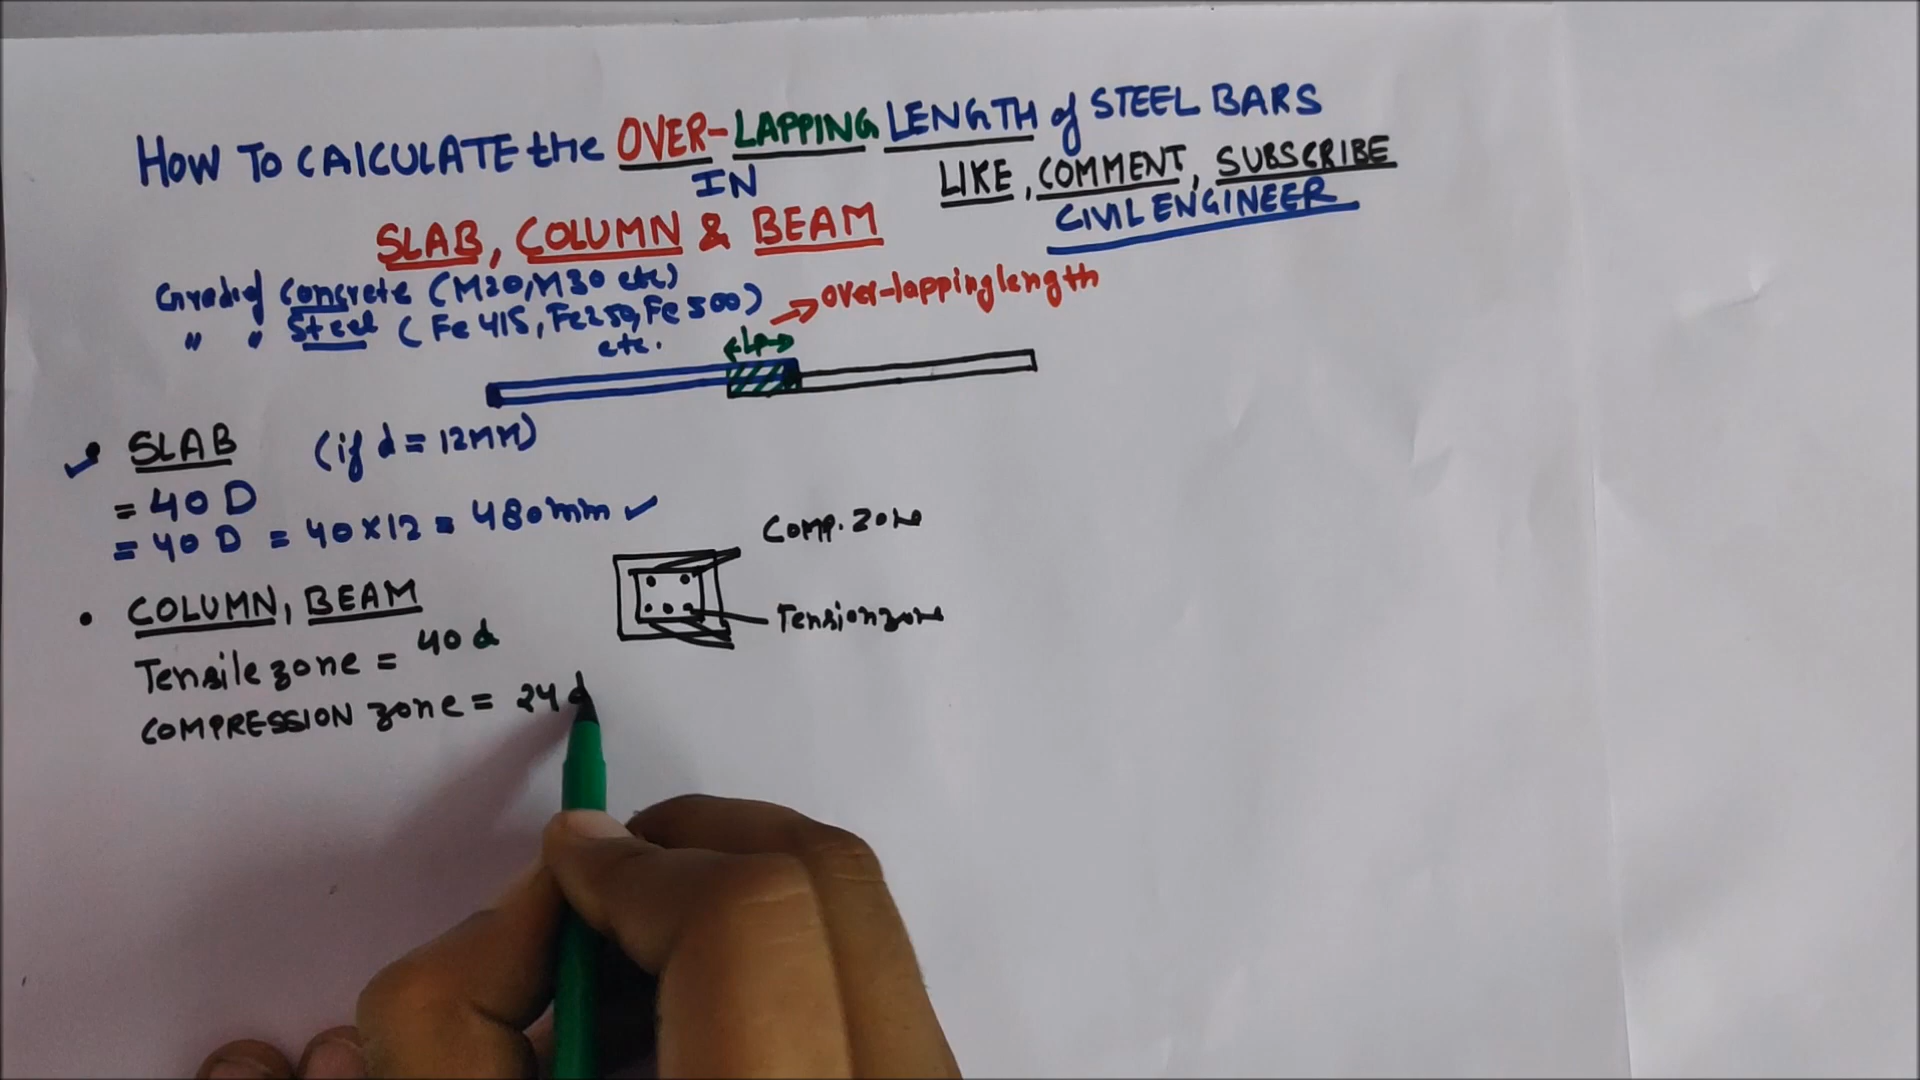 HOW TO CAlCULATE the OVER-LAPPING LENGTH of STEEL BARS
IN
LIKE, COMMENT, SUBSCRIBE
CIVIL ENGINEER
SLAB, COLUMN & BEAM
Grade of Concrete (M20, M30 etc)
" " Steel (Fe 415, Fe250, Fe 500)
etc.
→ over-lapping length
Lp
• SLAB (if d = 12mm)
= 40 D
= 40 D = 40 x 12 = 480mm ✓
Comp. Zone
Tension zone
• COLUMN, BEAM
Tensile zone = 40 d
COMPRESSION zone = 24 d